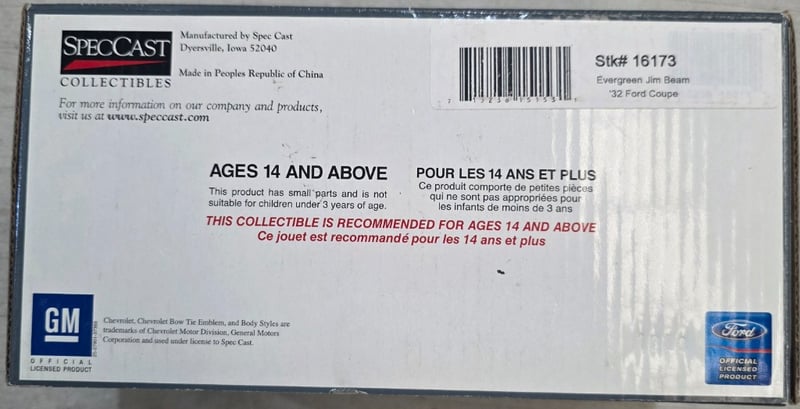 SPECCAST
COLLECTIBLES
Manufactured by Spec Cast
Dyersville, Iowa 52040
Made in Peoples Republic of China
For more information on our company and products,
visit us at www.speccast.com
Stk# 16173
Evergreen Jim Beam
'32 Ford Coupe
AGES 14 AND ABOVE
This product has small parts and is not
suitable for children under 3 years of age.
POUR LES 14 ANS ET PLUS
Ce produit comporte de petites pièces
qui ne sont pas appropriées pour
les infants de moins de 3 ans
THIS COLLECTIBLE IS RECOMMENDED FOR AGES 14 AND ABOVE
Ce jouet est recommandé pour les 14 ans et plus
GM
OFFICIAL
LICENSED PRODUCT
Chevrolet, Chevrolet Bow Tie Emblem, and Body Styles are
trademarks of Chevrolet Motor Division, General Motors
Corporation and used under license to Spec Cast.
Ford
OFFICIAL
LICENSED
PRODUCT